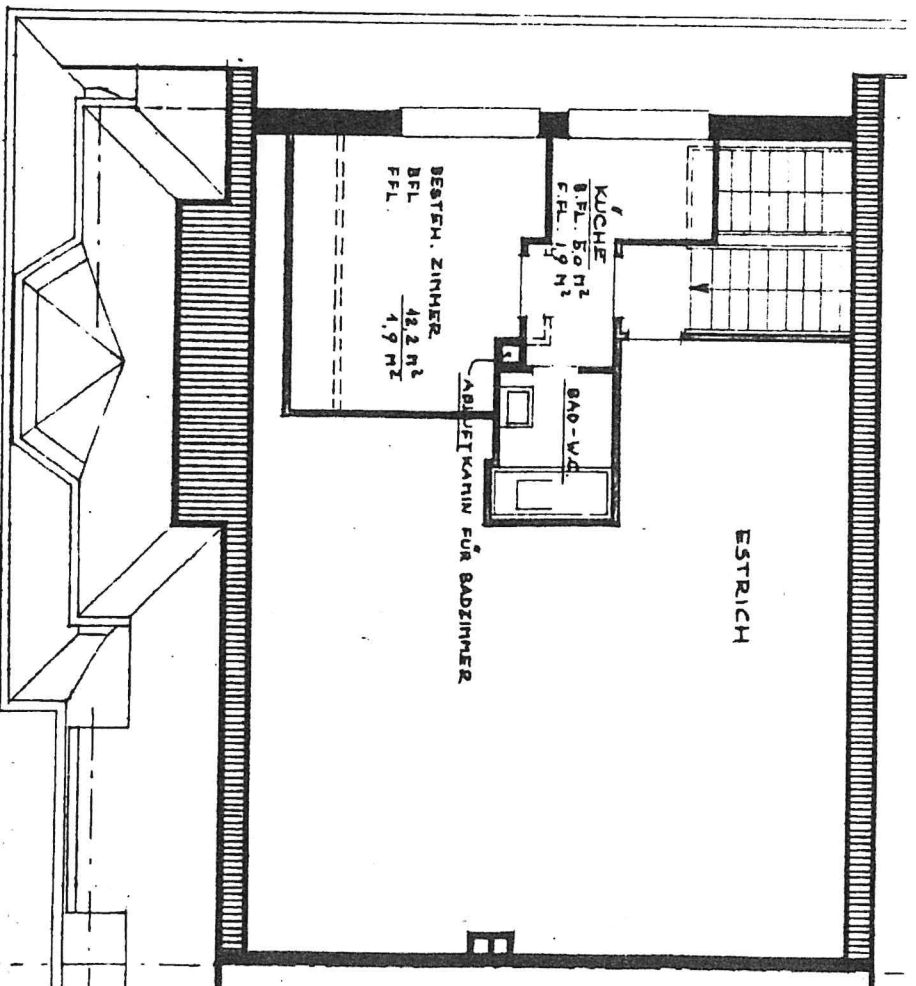 KÜCHE
B.FL. 5,0 M²
F.FL. 1,9 M²
BESTEH. ZIMMER
BFL 12,2 M²
FFL. 1,9 M²
BAD-W.C.
ABLUFTKAMIN FÜR BADZIMMER
ESTRICH